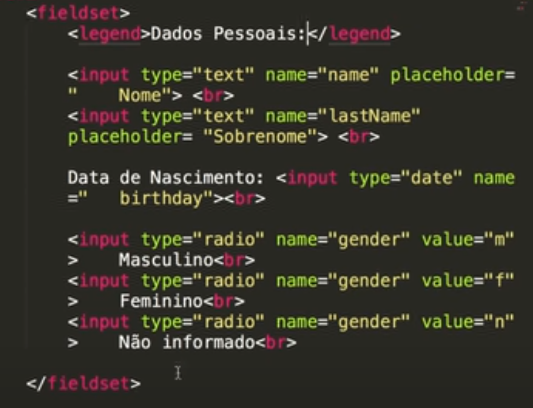 <fieldset>
<legend>Dados Pessoais:</legend>
<input type="text" name="name" placeholder=
"   Nome"> <br>
<input type="text" name="lastName"
placeholder= "Sobrenome"> <br>
Data de Nascimento: <input type="date" name
="   birthday"><br>
<input type="radio" name="gender" value="m"
>   Masculino<br>
<input type="radio" name="gender" value="f"
>   Feminino<br>
<input type="radio" name="gender" value="n"
>   Não informado<br>
</fieldset>